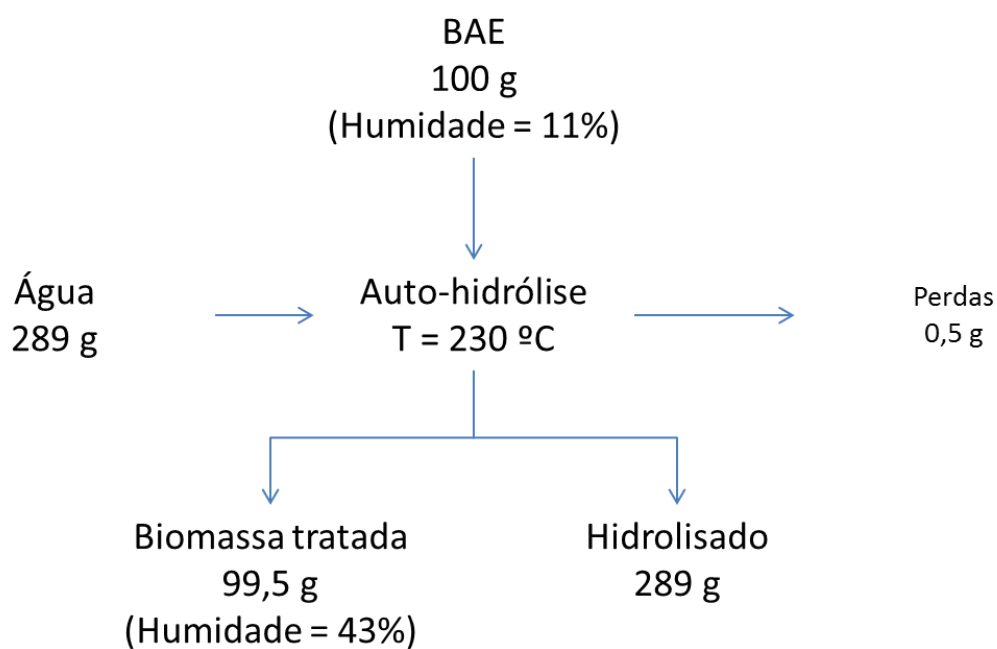 BAE
100 g
(Humidade = 11%)
Água
289 g
Auto-hidrólise
T = 230 ºC
Perdas
0,5 g
Biomassa tratada
99,5 g
(Humidade = 43%)
Hidrolisado
289 g